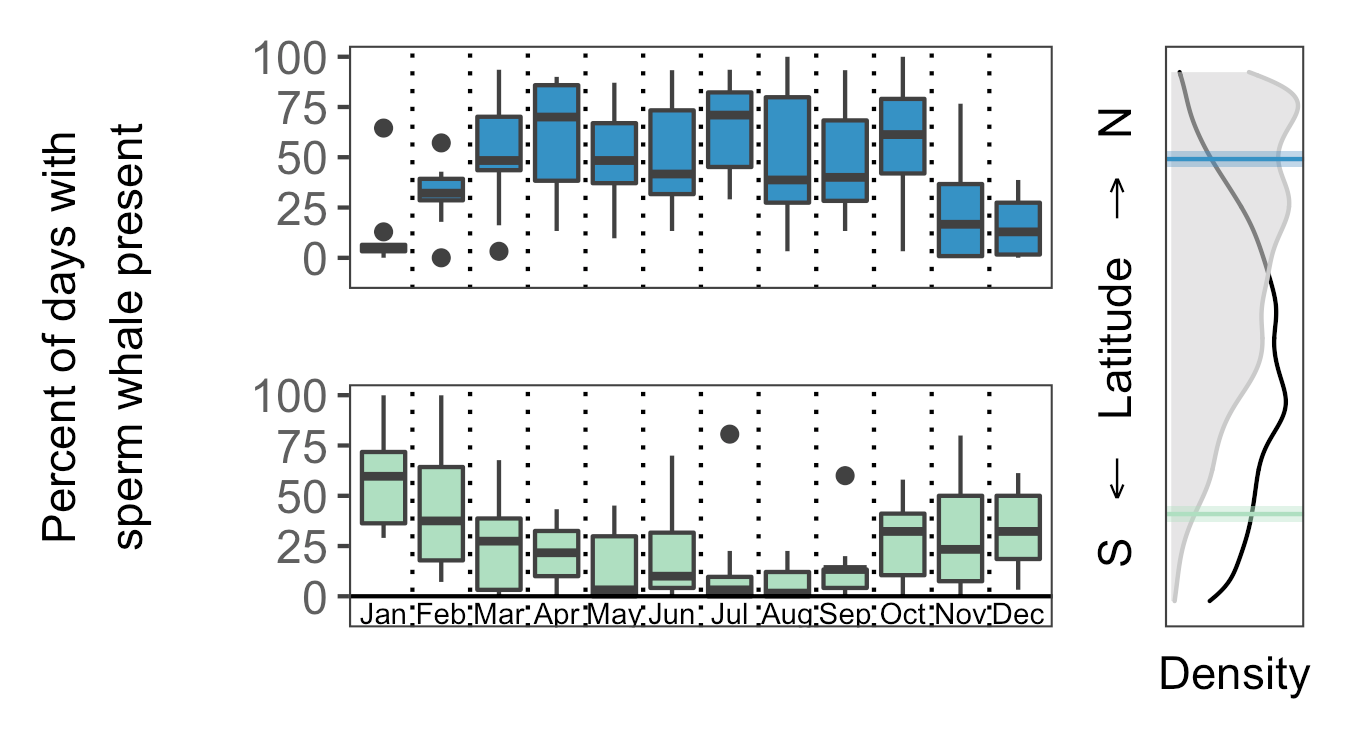 Percent of days with
sperm whale present
100
75
50
25
0
100
75
50
25
0
Jan Feb Mar Apr May Jun Jul Aug Sep Oct Nov Dec
S ← Latitude → N
Density